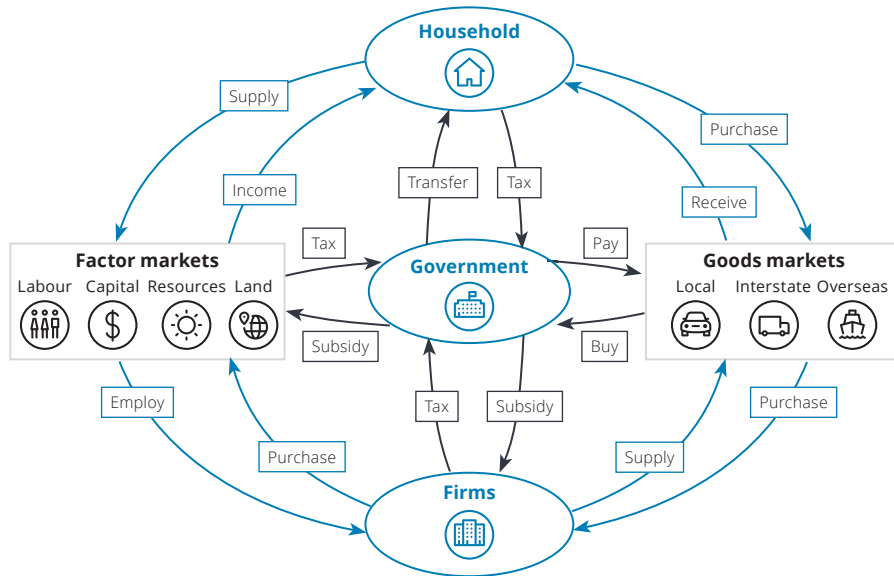 Household
Supply
Purchase
Income
Transfer
Tax
Receive
Factor markets
Labour Capital Resources Land
Tax
Government
Pay
Goods markets
Local Interstate Overseas
Subsidy
Buy
Employ
Tax
Subsidy
Purchase
Purchase
Supply
Firms